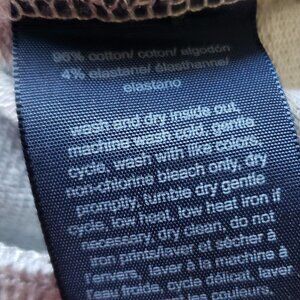 96% cotton/ coton/ algodón
4% elastane/ élasthanne/
elastano
wash and dry inside out,
machine wash cold, gentle
cycle, wash with like colors,
non-chlorine bleach only, dry
promptly, tumble dry gentle
cycle, low heat, low heat iron if
necessary, dry clean, do not
iron prints/laver et sécher à
l'envers, laver à la machine à
l'eau froide, cycle délicat, laver
couleurs